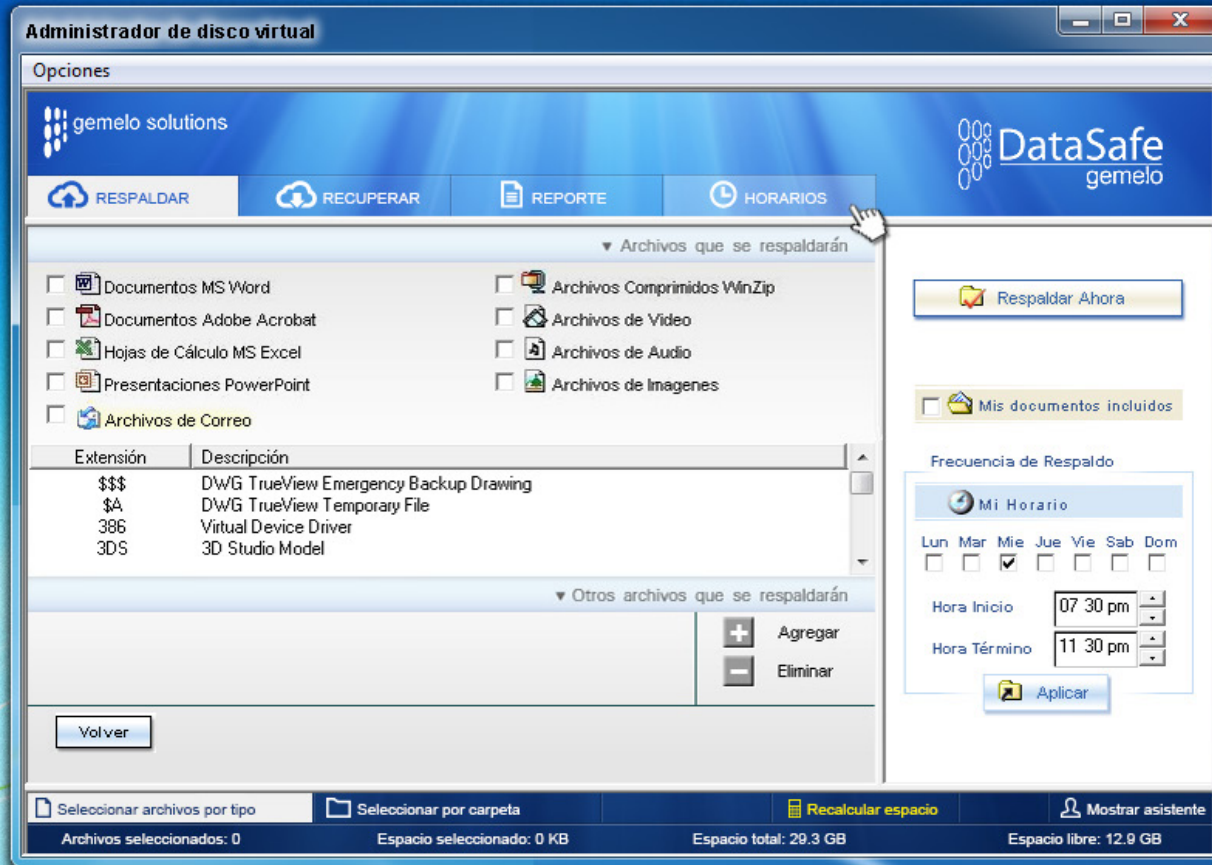 Administrador de disco virtual
Opciones
gemelo solutions
DataSafe
gemelo
RESPALDAR
RECUPERAR
REPORTE
HORARIOS
Archivos que se respaldarán
Documentos MS Word
Archivos Comprimidos WinZip
Documentos Adobe Acrobat
Archivos de Video
Hojas de Cálculo MS Excel
Archivos de Audio
Presentaciones PowerPoint
Archivos de Imagenes
Archivos de Correo
Extensión Descripción
$$$ DWG TrueView Emergency Backup Drawing
$A DWG TrueView Temporary File
386 Virtual Device Driver
3DS 3D Studio Model
Otros archivos que se respaldarán
Agregar
Eliminar
Volver
Respaldar Ahora
Mis documentos incluidos
Frecuencia de Respaldo
Mi Horario
Lun Mar Mie Jue Vie Sab Dom
Hora Inicio 07 30 pm
Hora Término 11 30 pm
Aplicar
Seleccionar archivos por tipo
Seleccionar por carpeta
Recalcular espacio
Mostrar asistente
Archivos seleccionados: 0
Espacio seleccionado: 0 KB
Espacio total: 29.3 GB
Espacio libre: 12.9 GB